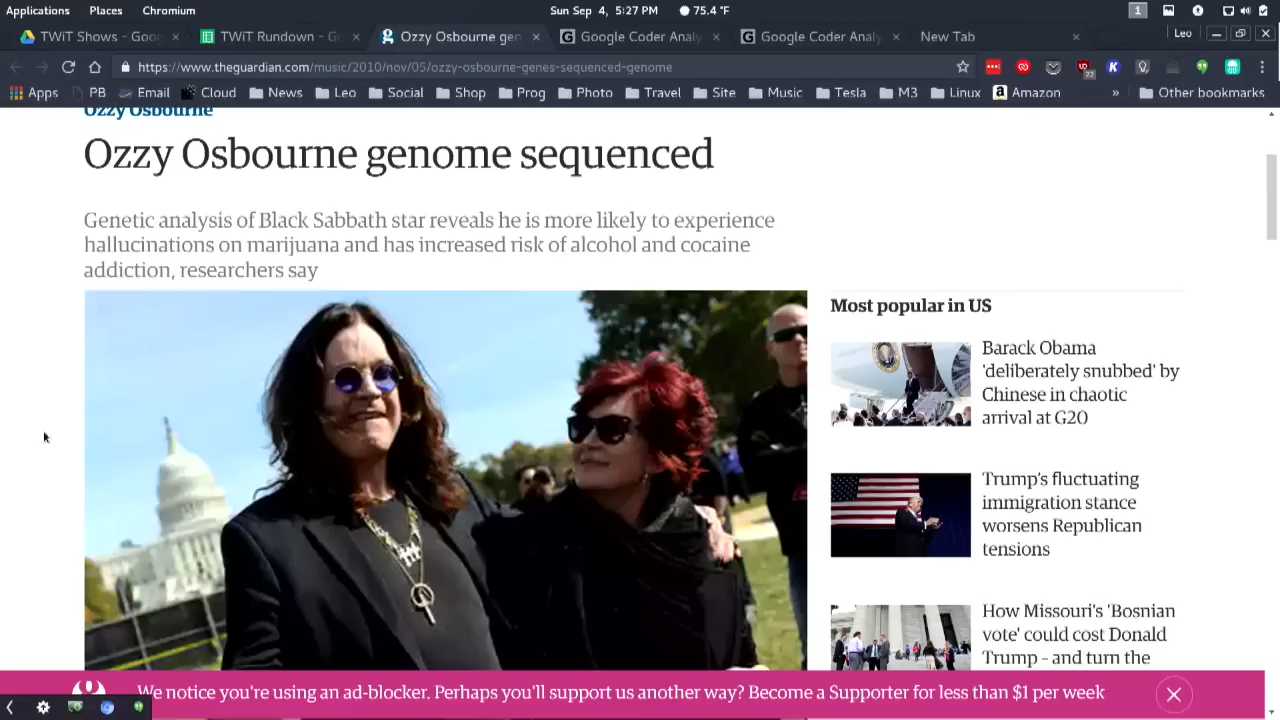 Applications Places Chromium Sun Sep 4, 5:27 PM 75.4 °F 1
TWiT Shows - Goo TWiT Rundown - G Ozzy Osbourne gen Google Coder Analy Google Coder Analy New Tab Leo
https://www.theguardian.com/music/2010/nov/05/ozzy-osbourne-genes-sequenced-genome
Apps PB Email Cloud News Leo Social Shop Prog Photo Travel Site Music Tesla M3 Linux Amazon » Other bookmarks
Ozzy Osbourne
Ozzy Osbourne genome sequenced
Genetic analysis of Black Sabbath star reveals he is more likely to experience
hallucinations on marijuana and has increased risk of alcohol and cocaine
addiction, researchers say
Most popular in US
Barack Obama
'deliberately snubbed' by
Chinese in chaotic
arrival at G20
Trump's fluctuating
immigration stance
worsens Republican
tensions
How Missouri's 'Bosnian
vote' could cost Donald
Trump – and turn the
We notice you're using an ad-blocker. Perhaps you'll support us another way? Become a Supporter for less than $1 per week